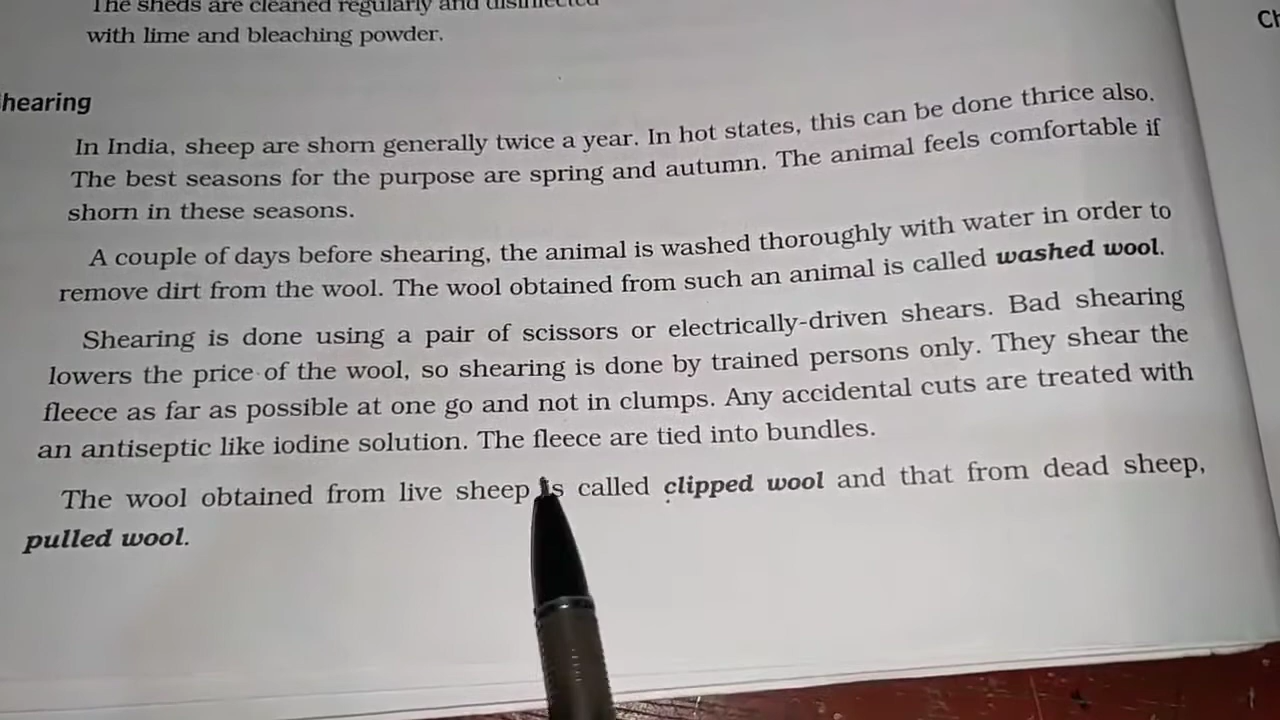 The sheds are cleaned regularly and disinfected
with lime and bleaching powder.
hearing
In India, sheep are shorn generally twice a year. In hot states, this can be done thrice also.
The best seasons for the purpose are spring and autumn. The animal feels comfortable if
shorn in these seasons.
A couple of days before shearing, the animal is washed thoroughly with water in order to
remove dirt from the wool. The wool obtained from such an animal is called washed wool.
Shearing is done using a pair of scissors or electrically-driven shears. Bad shearing
lowers the price of the wool, so shearing is done by trained persons only. They shear the
fleece as far as possible at one go and not in clumps. Any accidental cuts are treated with
an antiseptic like iodine solution. The fleece are tied into bundles.
The wool obtained from live sheep is called clipped wool and that from dead sheep,
pulled wool.